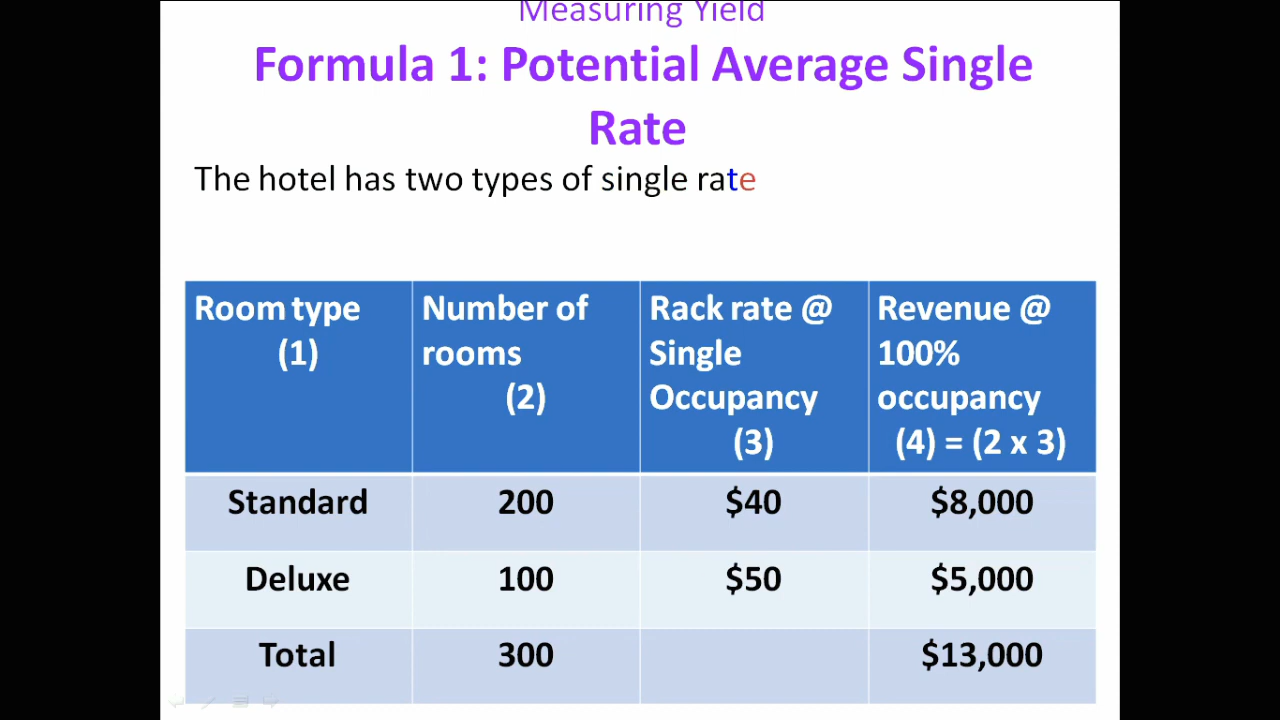 Measuring Yield
Formula 1: Potential Average Single
Rate
The hotel has two types of single rate
Room type
(1)
Number of
rooms
(2)
Rack rate @
Single
Occupancy
(3)
Revenue @
100%
occupancy
(4) = (2 x 3)
Standard 200 $40 $8,000
Deluxe 100 $50 $5,000
Total 300 $13,000